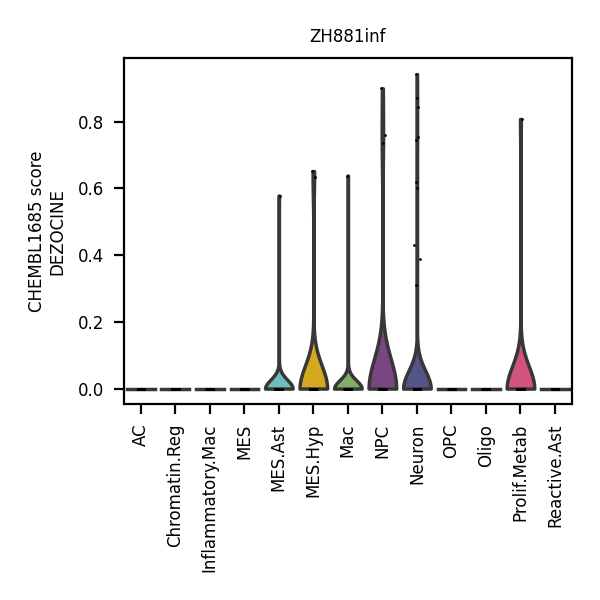 ZH881inf
CHEMBL1685 score
DEZOCINE
0.8
0.6
0.4
0.2
0.0
AC
Chromatin.Reg
Inflammatory.Mac
MES
MES.Ast
MES.Hyp
Mac
NPC
Neuron
OPC
Oligo
Prolif.Metab
Reactive.Ast